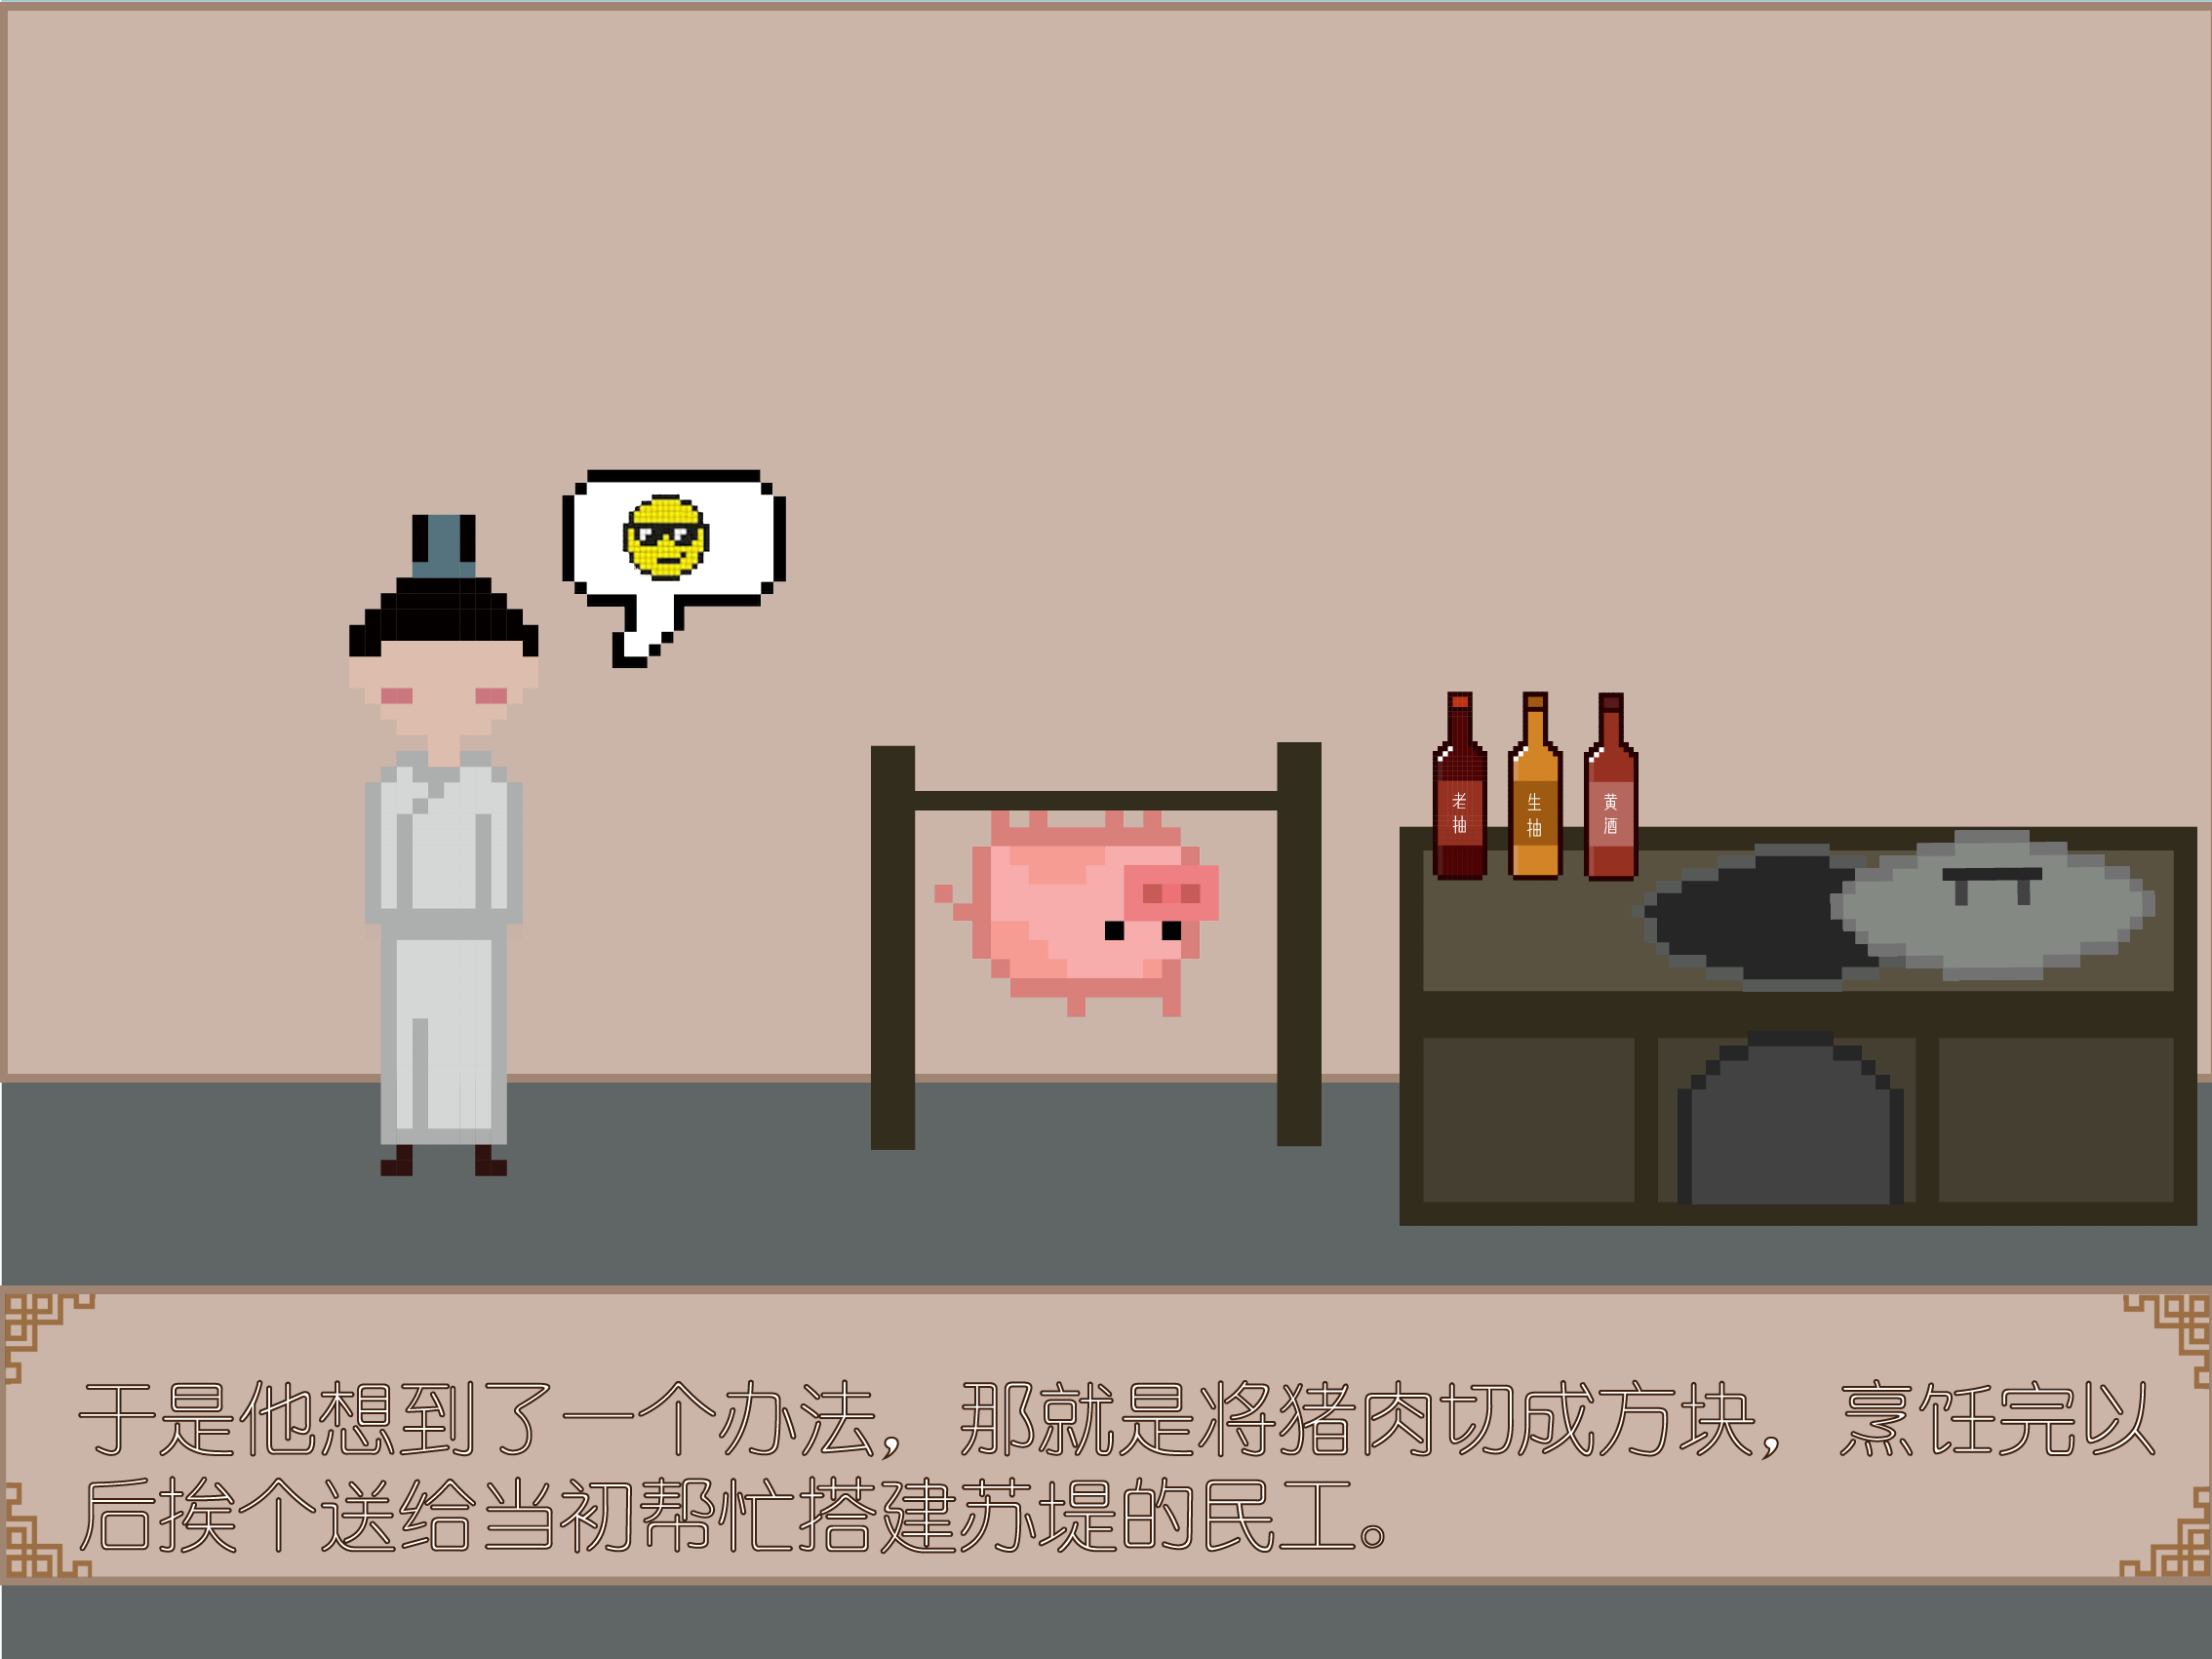 老抽
生抽
黄酒
于是他想到了一个办法，那就是将猪肉切成方块，烹饪完以
后挨个送给当初帮忙搭建苏堤的民工。